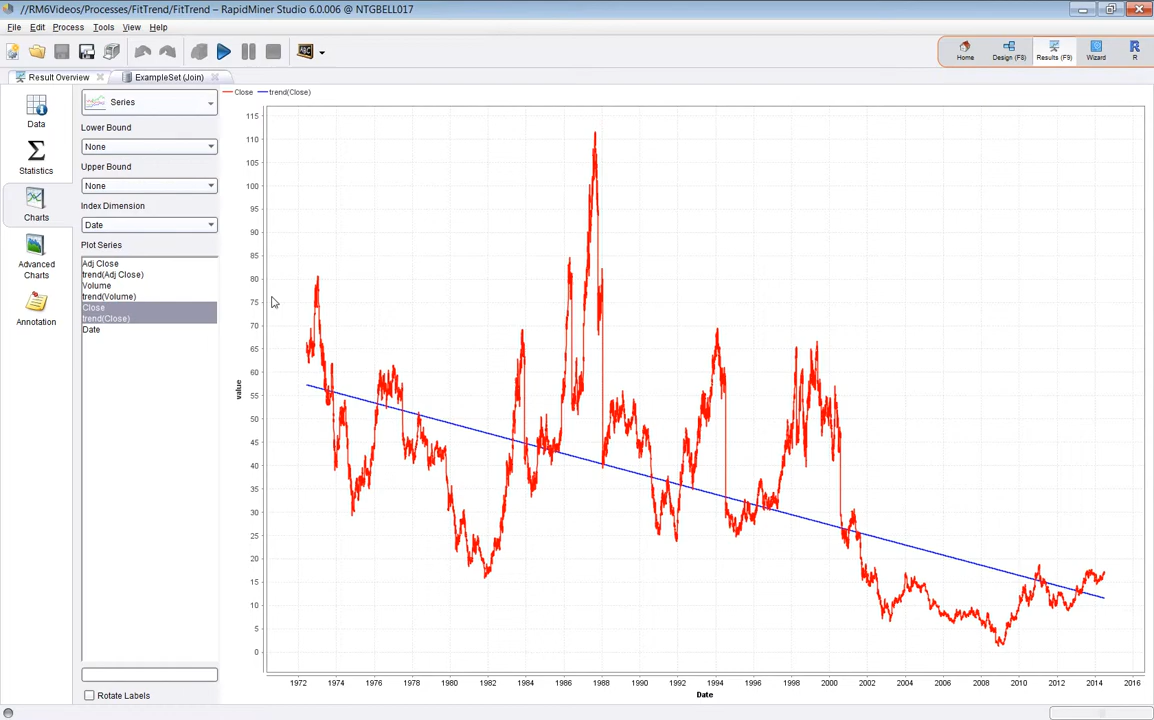 //RM6Videos/Processes/FitTrend/FitTrend – RapidMiner Studio 6.0.006 @ NTGBELL017
File Edit Process Tools View Help
ABC
Home
Design (F8)
Results (F9)
Wizard
R
R
Result Overview
ExampleSet (Join)
Data
Σ
Statistics
Charts
Advanced
Charts
Annotation
Series
Lower Bound
None
Upper Bound
None
Index Dimension
Date
Plot Series
Adj Close
trend(Adj Close)
Volume
trend(Volume)
Close
trend(Close)
Date
Rotate Labels
Close trend(Close)
115
110
105
100
95
90
85
80
75
70
65
60
55
50
45
40
35
30
25
20
15
10
5
0
value
1972 1974 1976 1978 1980 1982 1984 1986 1988 1990 1992 1994 1996 1998 2000 2002 2004 2006 2008 2010 2012 2014 2016
Date